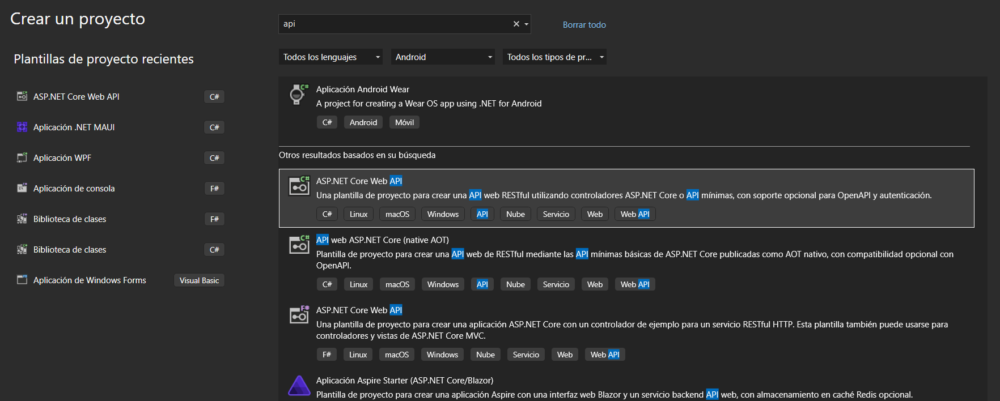 Crear un proyecto
api
Borrar todo
Plantillas de proyecto recientes
Todos los lenguajes
Android
Todos los tipos de pr...
ASP.NET Core Web API
C#
Aplicación .NET MAUI
C#
Aplicación WPF
C#
Aplicación de consola
F#
Biblioteca de clases
F#
Biblioteca de clases
C#
Aplicación de Windows Forms
Visual Basic
Aplicación Android Wear
A project for creating a Wear OS app using .NET for Android
C# Android Móvil
Otros resultados basados en su búsqueda
ASP.NET Core Web API
Una plantilla de proyecto para crear una API web RESTful utilizando controladores ASP.NET Core o API mínimas, con soporte opcional para OpenAPI y autenticación.
C# Linux macOS Windows API Nube Servicio Web Web API
API web ASP.NET Core (native AOT)
Plantilla de proyecto para crear una API web de RESTful mediante las API mínimas básicas de ASP.NET Core publicadas como AOT nativo, con compatibilidad opcional con
OpenAPI.
C# Linux macOS Windows API Nube Servicio Web Web API
ASP.NET Core Web API
Una plantilla de proyecto para crear una aplicación ASP.NET Core con un controlador de ejemplo para un servicio RESTful HTTP. Esta plantilla también puede usarse para
controladores y vistas de ASP.NET Core MVC.
F# Linux macOS Windows Nube Servicio Web Web API
Aplicación Aspire Starter (ASP.NET Core/Blazor)
Plantilla de proyecto para crear una aplicación Aspire con una interfaz web Blazor y un servicio backend API web, con almacenamiento en caché Redis opcional.